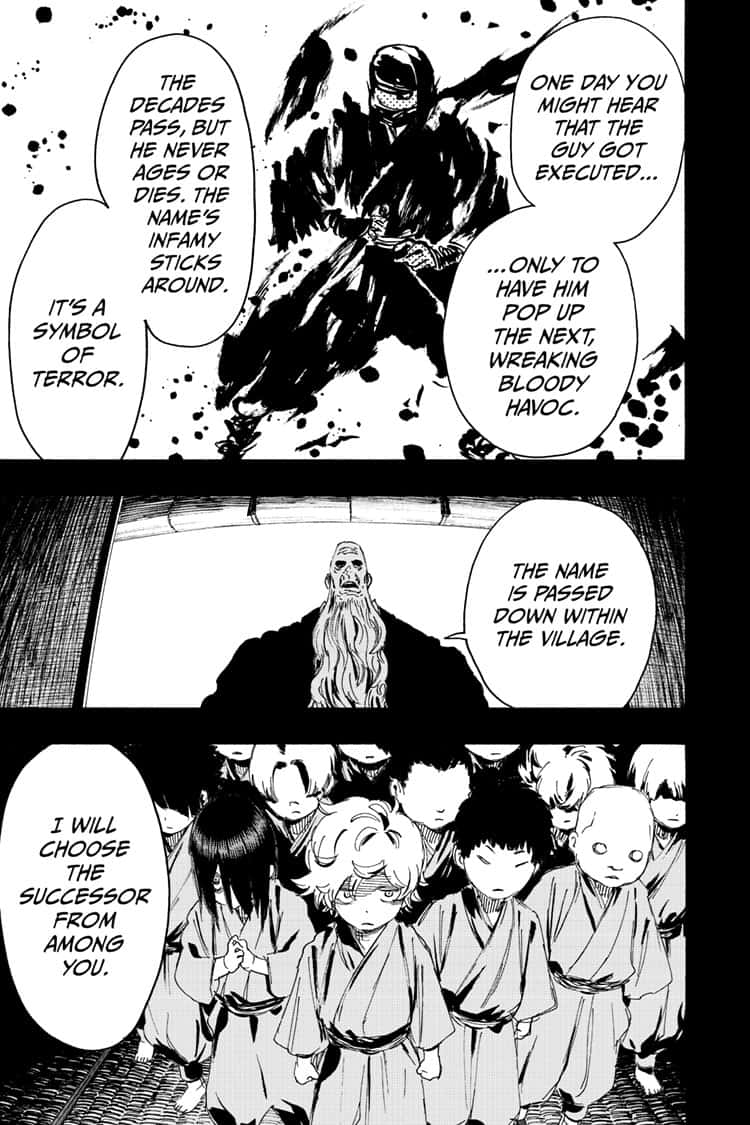 ONE DAY YOU
MIGHT HEAR
THAT THE
GUY GOT
EXECUTED...
...ONLY TO
HAVE HIM
POP UP
THE NEXT,
WREAKING
BLOODY
HAVOC.
THE
DECADES
PASS, BUT
HE NEVER
AGES OR
DIES. THE
NAME'S
INFAMY
STICKS
AROUND.
IT'S A
SYMBOL
OF
TERROR.
THE NAME
IS PASSED
DOWN WITHIN
THE VILLAGE.
I WILL
CHOOSE
THE
SUCCESSOR
FROM
AMONG
YOU.